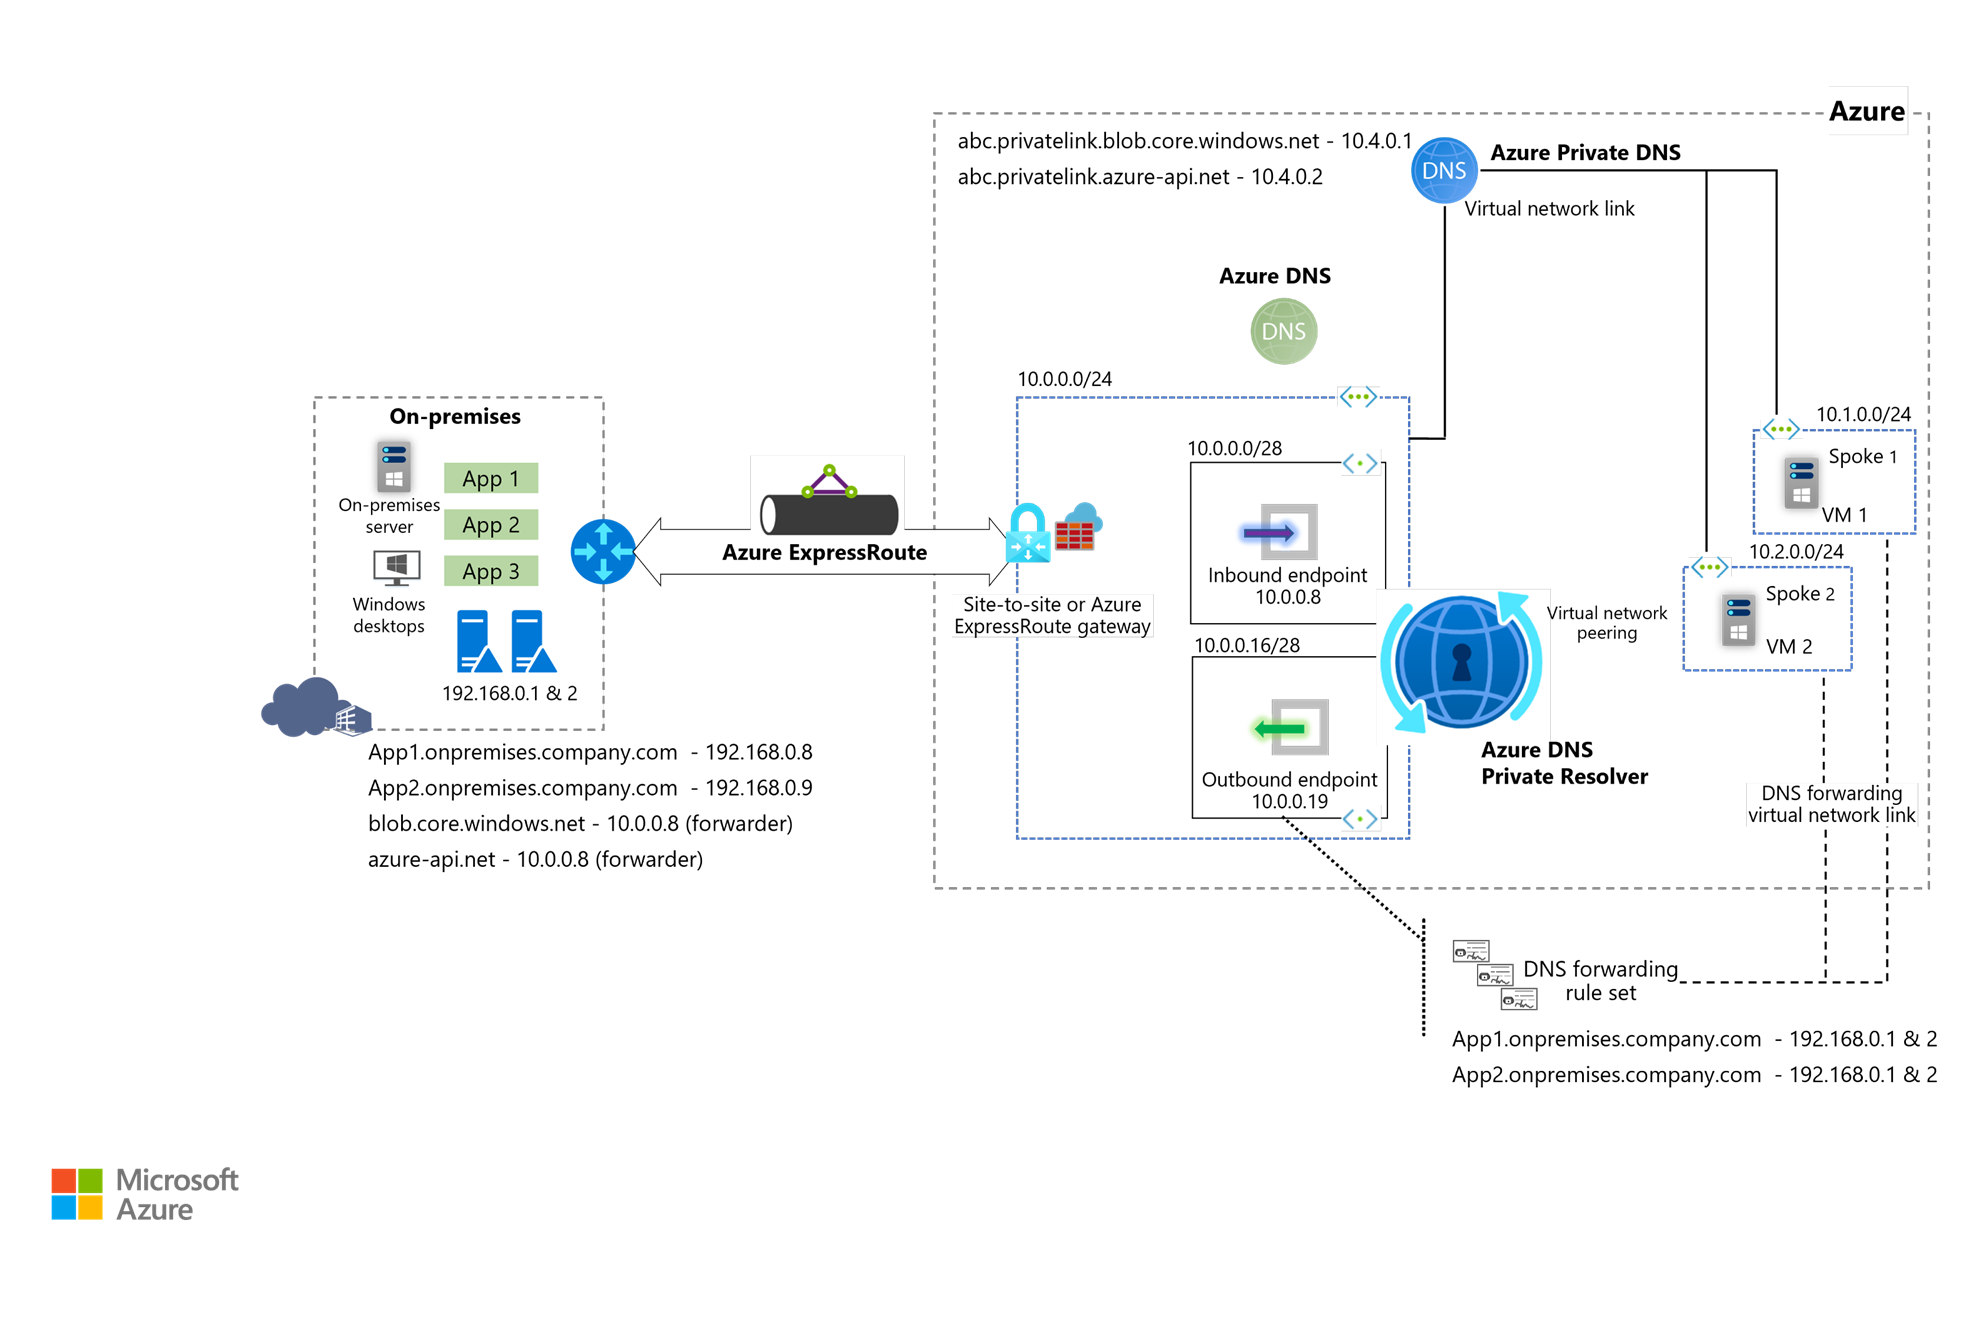 Azure
abc.privatelink.blob.core.windows.net - 10.4.0.1
abc.privatelink.azure-api.net - 10.4.0.2
DNS
Azure Private DNS
Virtual network link
Azure DNS
DNS
10.0.0.0/24
On-premises
On-premises
server
App 1
App 2
App 3
Windows
desktops
192.168.0.1 & 2
App1.onpremises.company.com - 192.168.0.8
App2.onpremises.company.com - 192.168.0.9
blob.core.windows.net - 10.0.0.8 (forwarder)
azure-api.net - 10.0.0.8 (forwarder)
Azure ExpressRoute
Site-to-site or Azure
ExpressRoute gateway
10.0.0.0/28
Inbound endpoint
10.0.0.8
10.0.0.16/28
Outbound endpoint
10.0.0.19
Azure DNS
Private Resolver
Virtual network
peering
10.1.0.0/24
Spoke 1
VM 1
10.2.0.0/24
Spoke 2
VM 2
DNS forwarding
virtual network link
DNS forwarding
rule set
App1.onpremises.company.com - 192.168.0.1 & 2
App2.onpremises.company.com - 192.168.0.1 & 2
Microsoft
Azure